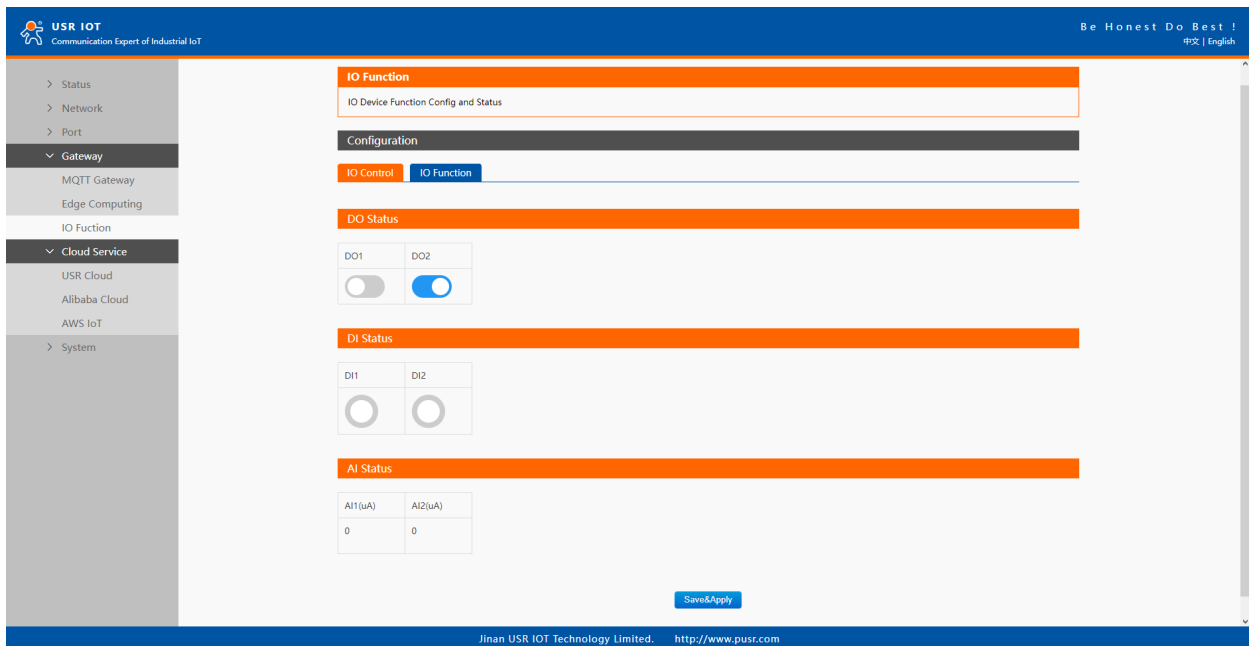 USR IOT
Communication Expert of Industrial IoT
Be Honest Do Best !
中文 | English
Status
Network
Port
Gateway
MQTT Gateway
Edge Computing
IO Fuction
Cloud Service
USR Cloud
Alibaba Cloud
AWS IoT
System
IO Function
IO Device Function Config and Status
Configuration
IO Control IO Function
DO Status
DO1 DO2
DI Status
DI1 DI2
AI Status
AI1(uA) AI2(uA)
0 0
Save&Apply
Jinan USR IOT Technology Limited. http://www.pusr.com